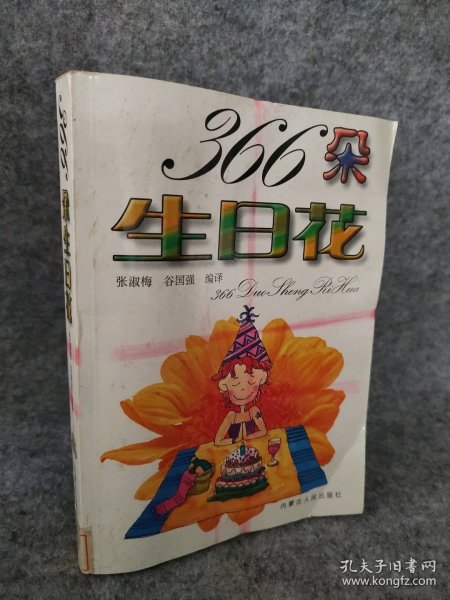 366朵
生日花
张淑梅 谷国强 编译
366 Duo Sheng Ri Hua
内蒙古人民出版社
366朵生日花
孔夫子旧书网
www.kongfz.com